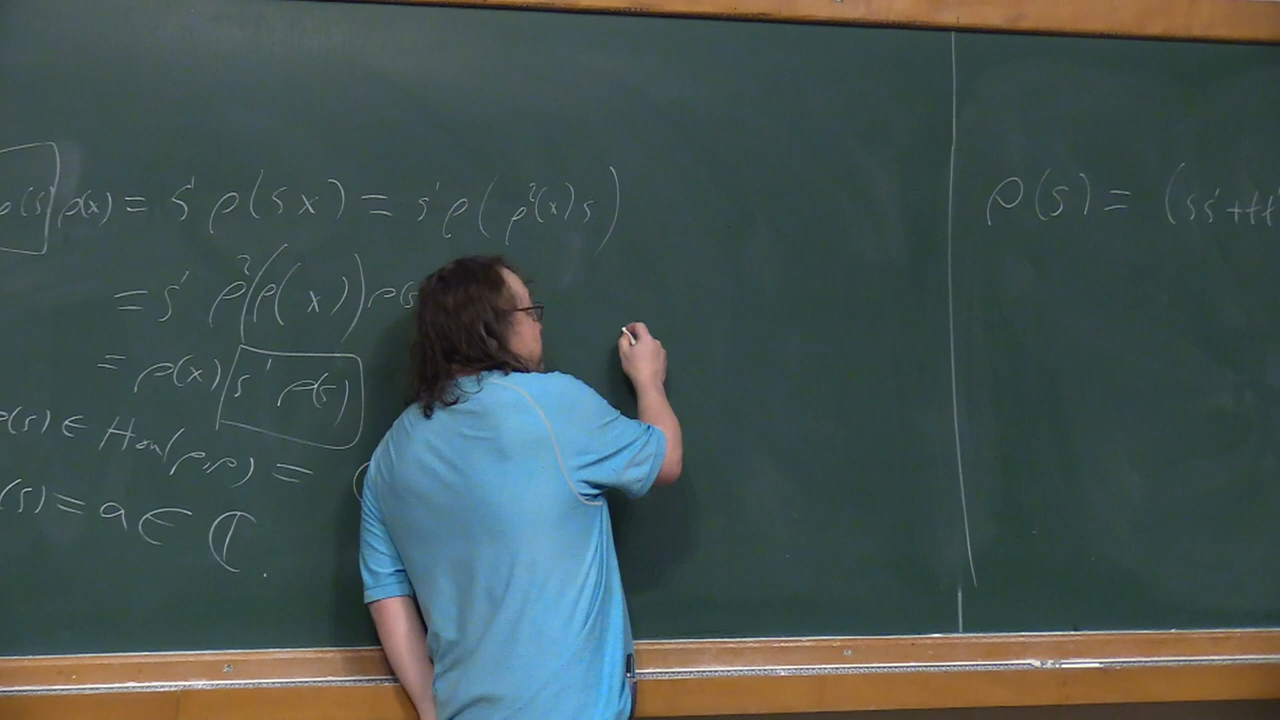 ρ(s) ρ(x) = s' ρ(sx) = s' ρ(ρ²(x)s)
= s' ρ²(ρ(x)) ρ(s
= ρ(x) s' ρ(s)
ρ(s) ∈ Hom(ρ,ρ) =
(s) = a ∈ ℂ.
ρ(s) = (ss' + tt